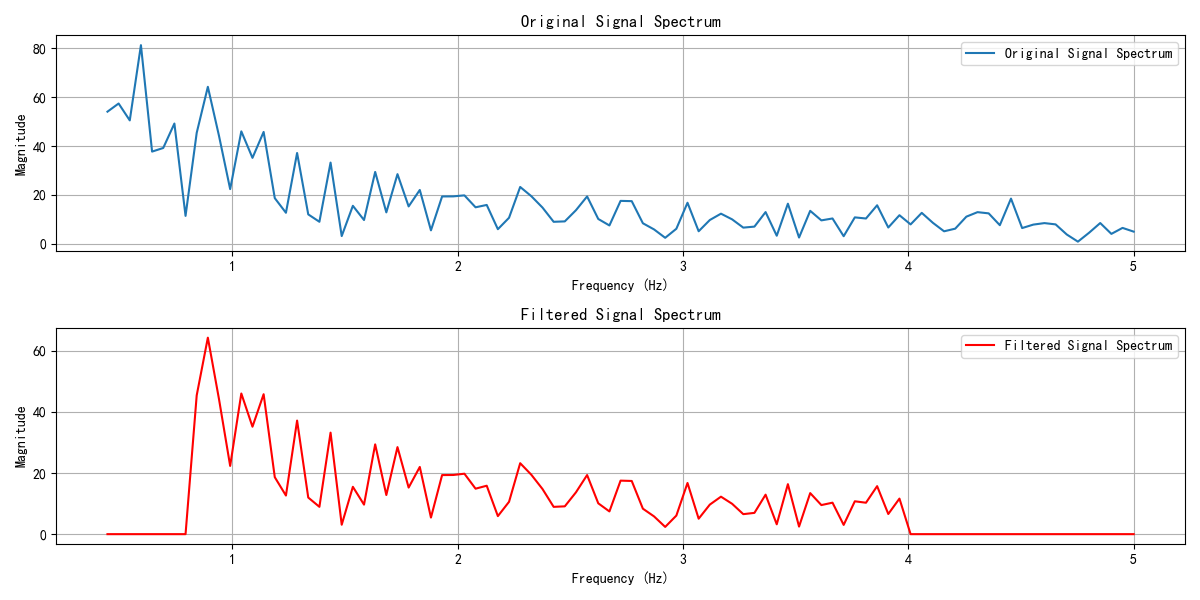 Original Signal Spectrum
80
60
40
20
0
Magnitude
Original Signal Spectrum
1 2 3 4 5
Frequency (Hz)
Filtered Signal Spectrum
60
40
20
0
Magnitude
Filtered Signal Spectrum
1 2 3 4 5
Frequency (Hz)